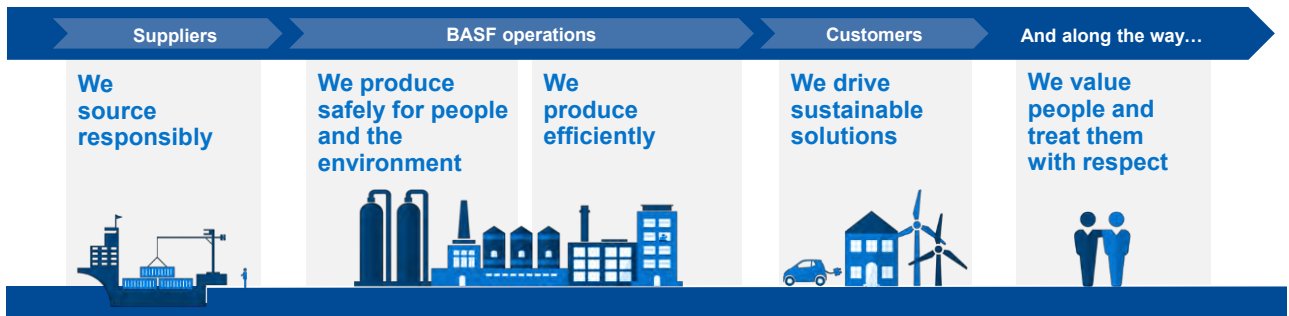 Suppliers
BASF operations
Customers
And along the way…
We
source
responsibly
We produce
safely for people
and the
environment
We
produce
efficiently
We drive
sustainable
solutions
We value
people and
treat them
with respect